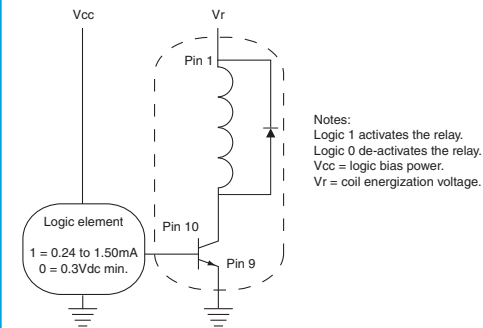 Vcc
Vr
Pin 1
Notes:
Logic 1 activates the relay.
Logic 0 de-activates the relay.
Vcc = logic bias power.
Vr = coil energization voltage.
Logic element
1 = 0.24 to 1.50mA
0 = 0.3Vdc min.
Pin 10
Pin 9